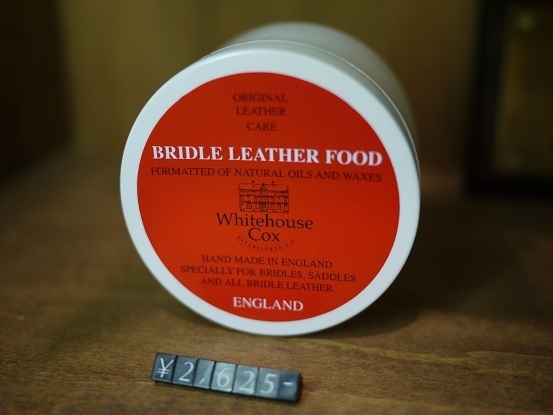 ORIGINAL
LEATHER
CARE
BRIDLE LEATHER FOOD
FORMATTED OF NATURAL OILS AND WAXES
Whitehouse
Cox
HAND MADE IN ENGLAND
SPECIALLY FOR BRIDLES, SADDLES
AND ALL BRIDLE LEATHER
ENGLAND
¥2,625-